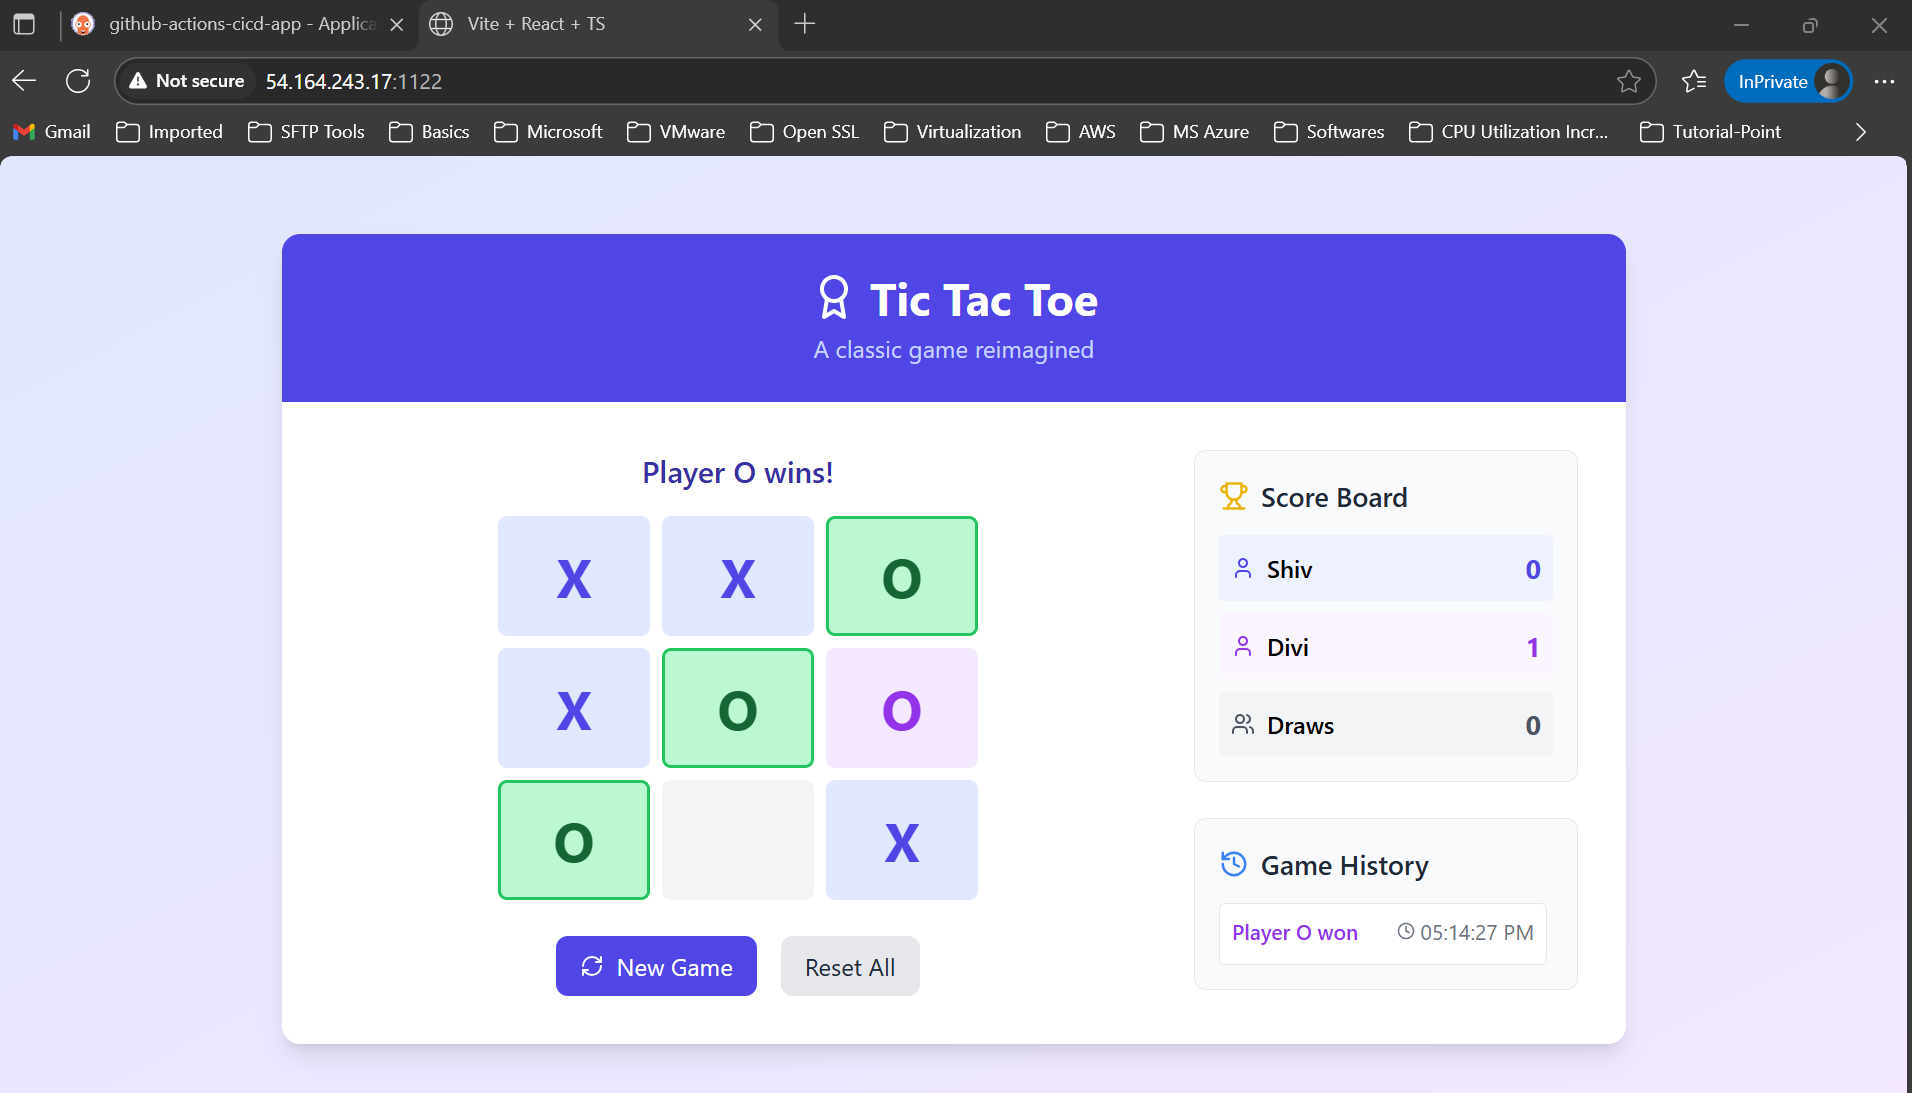 github-actions-cicd-app - Applica
Vite + React + TS
Not secure
54.164.243.17:1122
InPrivate
Gmail
Imported
SFTP Tools
Basics
Microsoft
VMware
Open SSL
Virtualization
AWS
MS Azure
Softwares
CPU Utilization Incr...
Tutorial-Point
Tic Tac Toe
A classic game reimagined
Player O wins!
X X O
X O O
O X
New Game
Reset All
Score Board
Shiv 0
Divi 1
Draws 0
Game History
Player O won 05:14:27 PM